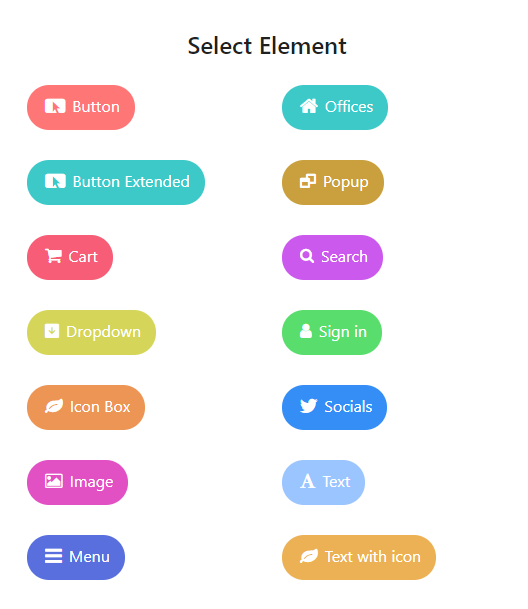 Select Element
Button
Offices
Button Extended
Popup
Cart
Search
Dropdown
Sign in
Icon Box
Socials
Image
Text
Menu
Text with icon